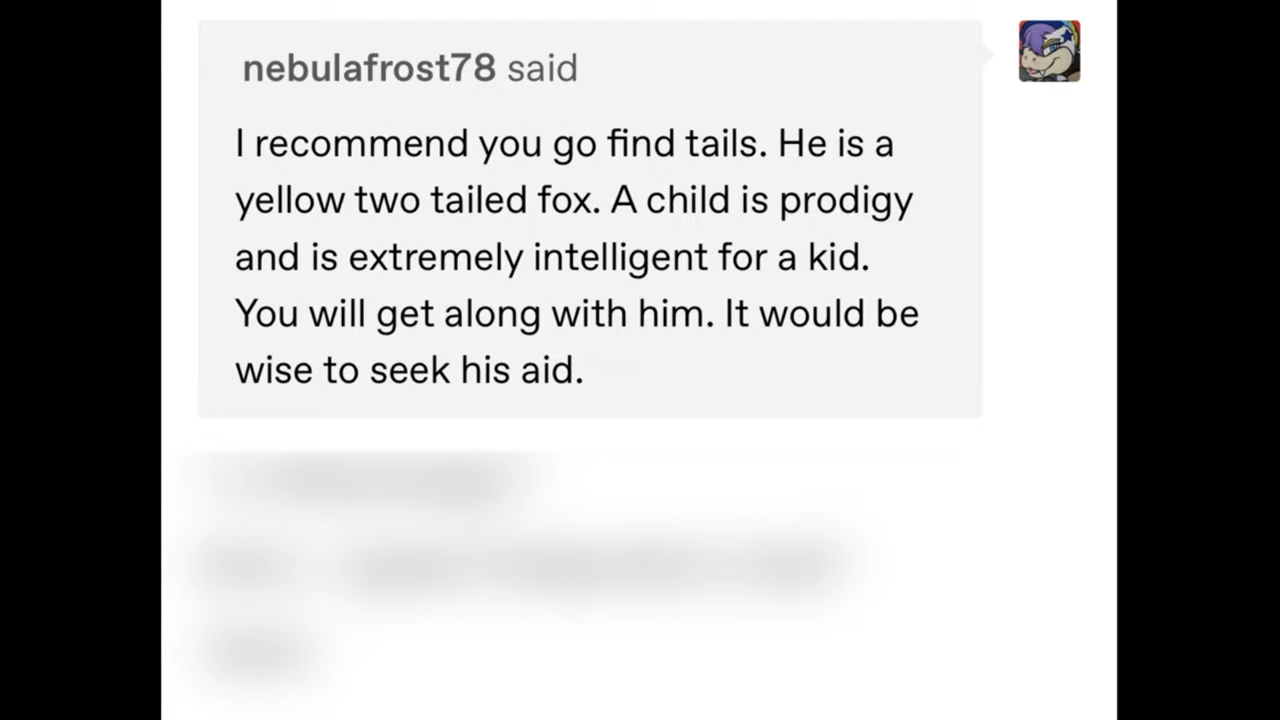 nebulafrost78 said
I recommend you go find tails. He is a
yellow two tailed fox. A child is prodigy
and is extremely intelligent for a kid.
You will get along with him. It would be
wise to seek his aid.